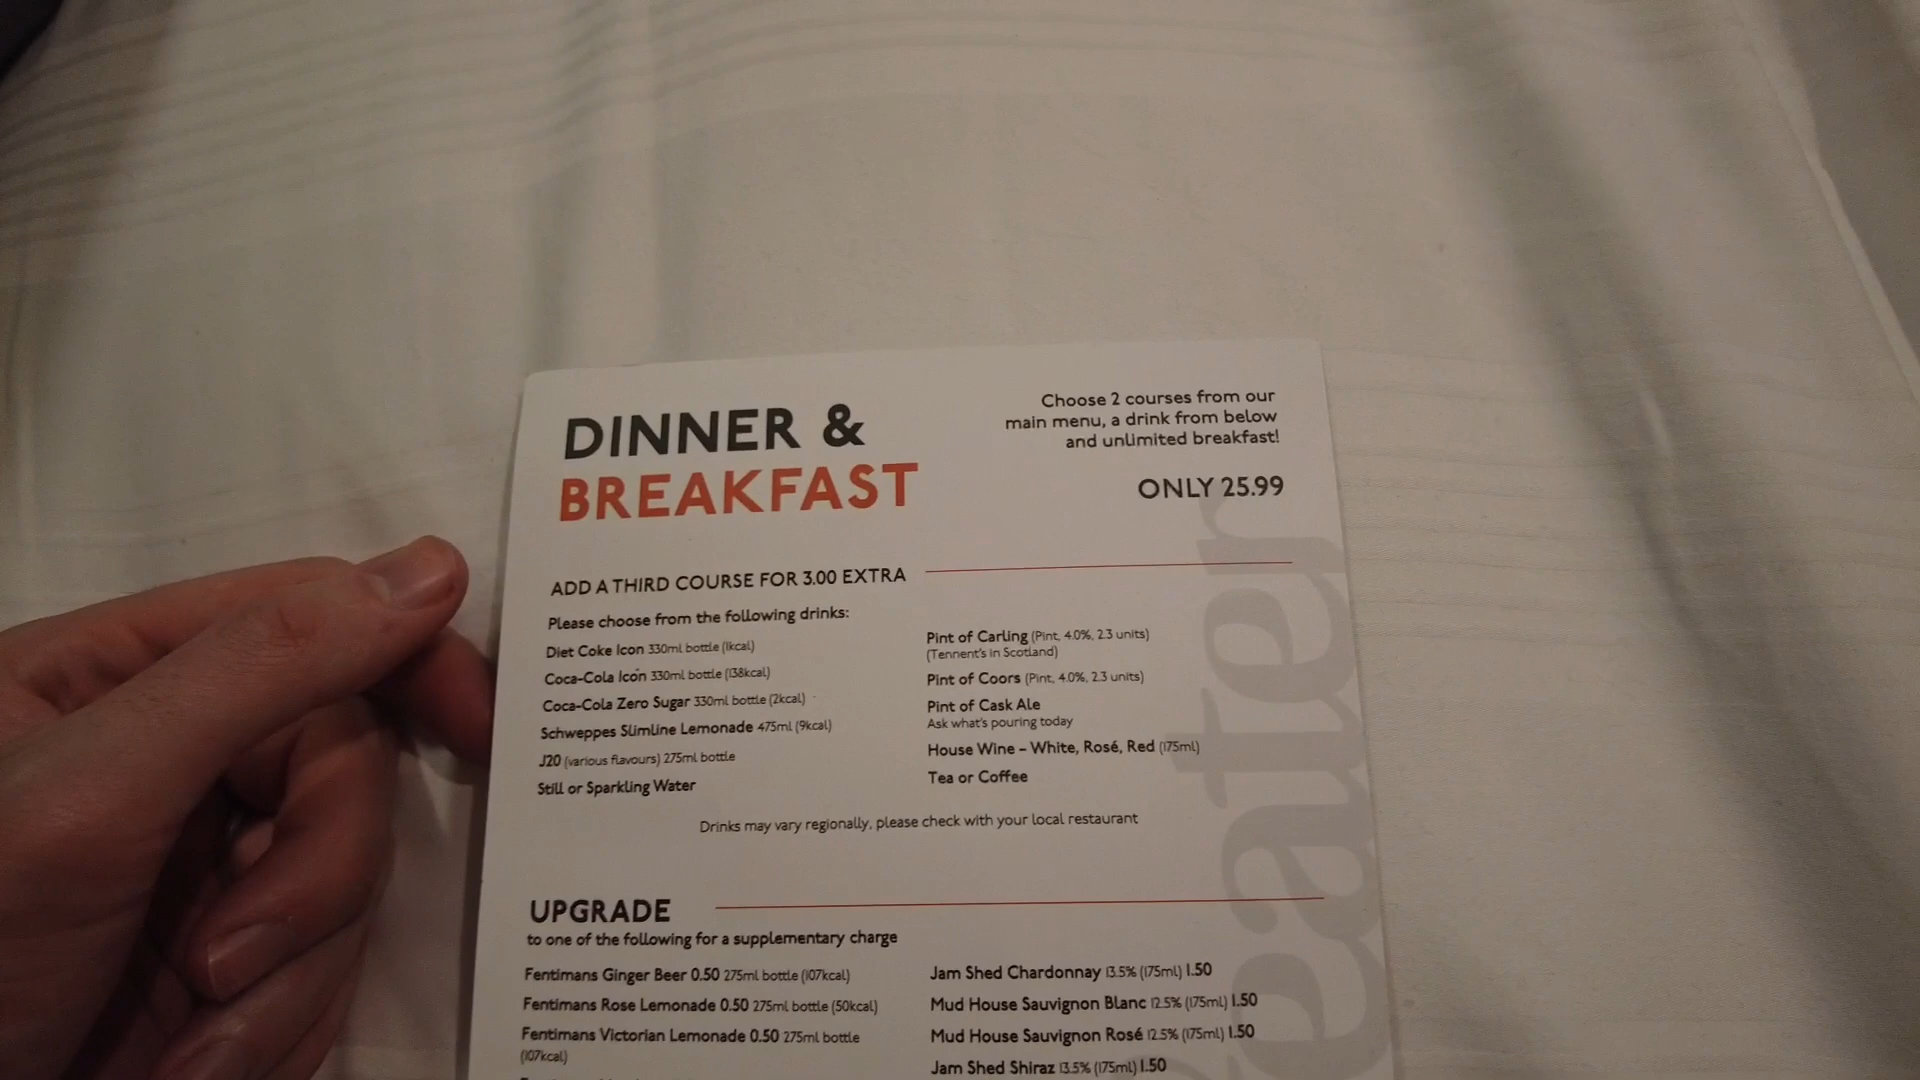 DINNER &
BREAKFAST
Choose 2 courses from our
main menu, a drink from below
and unlimited breakfast!
ONLY 25.99
ADD A THIRD COURSE FOR 3.00 EXTRA
Please choose from the following drinks:
Diet Coke Icon 330ml bottle (1kcal)
Coca-Cola Icon 330ml bottle (138kcal)
Coca-Cola Zero Sugar 330ml bottle (2kcal)
Schweppes Slimline Lemonade 475ml (9kcal)
J20 (various flavours) 275ml bottle
Still or Sparkling Water
Pint of Carling (Pint, 4.0%, 2.3 units)
(Tennent's in Scotland)
Pint of Coors (Pint, 4.0%, 2.3 units)
Pint of Cask Ale
Ask what's pouring today
House Wine – White, Rosé, Red (175ml)
Tea or Coffee
Drinks may vary regionally, please check with your local restaurant
UPGRADE
to one of the following for a supplementary charge
Fentimans Ginger Beer 0.50 275ml bottle (107kcal)
Fentimans Rose Lemonade 0.50 275ml bottle (50kcal)
Fentimans Victorian Lemonade 0.50 275ml bottle
(107kcal)
Jam Shed Chardonnay 13.5% (175ml) 1.50
Mud House Sauvignon Blanc 12.5% (175ml) 1.50
Mud House Sauvignon Rosé 12.5% (175ml) 1.50
Jam Shed Shiraz 13.5% (175ml) 1.50